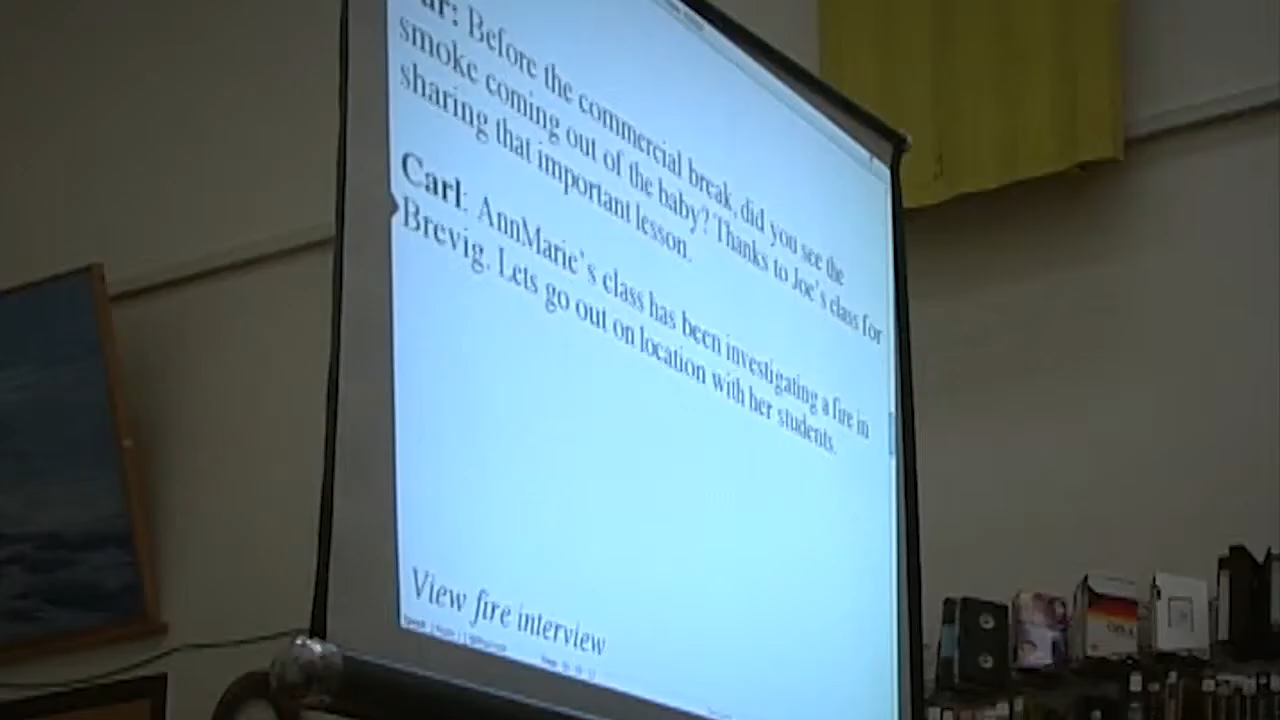 Before the commercial break, did you see the
smoke coming out of the baby? Thanks to Joe's class for
sharing that important lesson.
Carl: AnnMarie's class has been investigating a fire in
Brevig. Lets go out on location with her students.
View fire interview